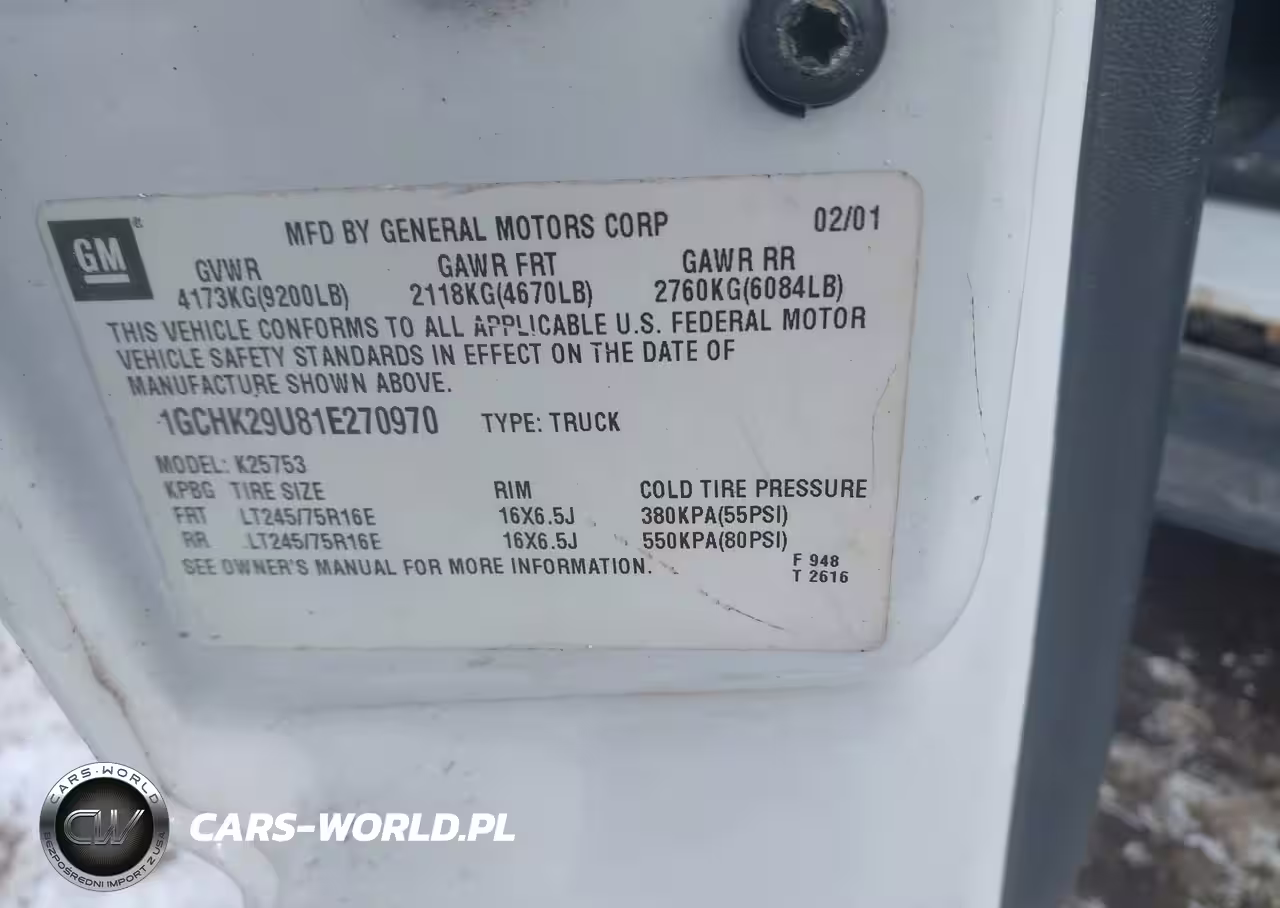 GM®
MFD BY GENERAL MOTORS CORP 02/01
GVWR GAWR FRT GAWR RR
4173KG(9200LB) 2118KG(4670LB) 2760KG(6084LB)
THIS VEHICLE CONFORMS TO ALL APPLICABLE U.S. FEDERAL MOTOR
VEHICLE SAFETY STANDARDS IN EFFECT ON THE DATE OF
MANUFACTURE SHOWN ABOVE.
1GCHK29U81E270970 TYPE: TRUCK
MODEL: K25753
KPBG TIRE SIZE RIM COLD TIRE PRESSURE
FRT LT245/75R16E 16X6.5J 380KPA(55PSI)
RR LT245/75R16E 16X6.5J 550KPA(80PSI)
SEE OWNER'S MANUAL FOR MORE INFORMATION.
F 948
T 2616
CARS-WORLD
CW
BEZPOŚREDNI IMPORT Z USA
CARS-WORLD.PL